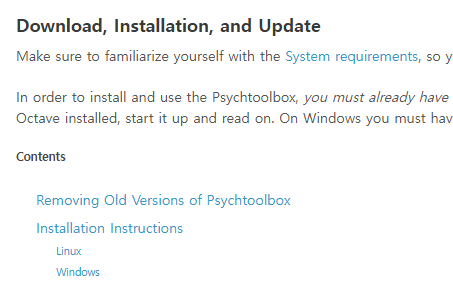 Download, Installation, and Update
Make sure to familiarize yourself with the System requirements, so y
In order to install and use the Psychtoolbox, you must already have
Octave installed, start it up and read on. On Windows you must hav
Contents
Removing Old Versions of Psychtoolbox
Installation Instructions
Linux
Windows